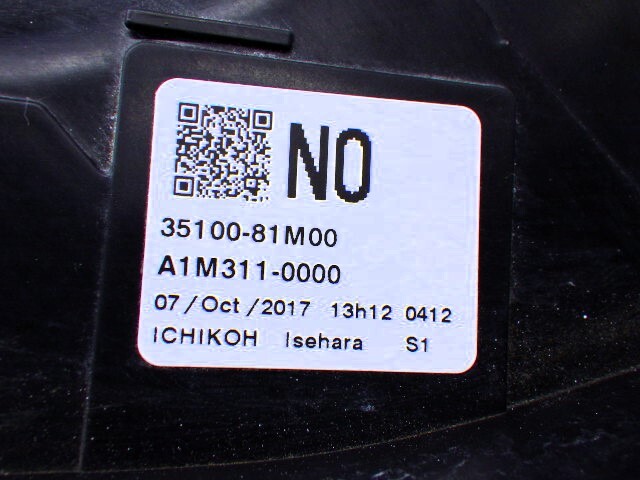 NO
35100-81M00
A1M311-0000
07/Oct/2017 13h12 0412
ICHIKOH Isehara S1